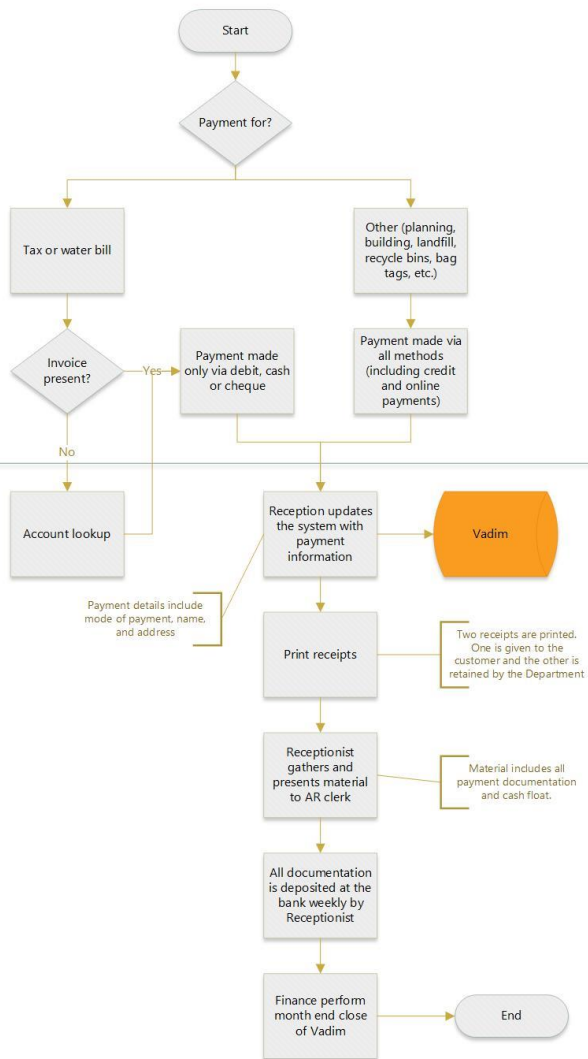 Start
Payment for?
Tax or water bill
Other (planning,
building, landfill,
recycle bins, bag
tags, etc.)
Invoice
present?
Yes
Payment made
only via debit, cash
or cheque
Payment made via
all methods
(including credit
and online
payments)
No
Account lookup
Reception updates
the system with
payment
information
Vadim
Payment details include
mode of payment, name,
and address
Print receipts
Two receipts are printed.
One is given to the
customer and the other is
retained by the Department
Receptionist
gathers and
presents material
to AR clerk
Material includes all
payment documentation
and cash float.
All documentation
is deposited at the
bank weekly by
Receptionist
Finance perform
month end close
of Vadim
End